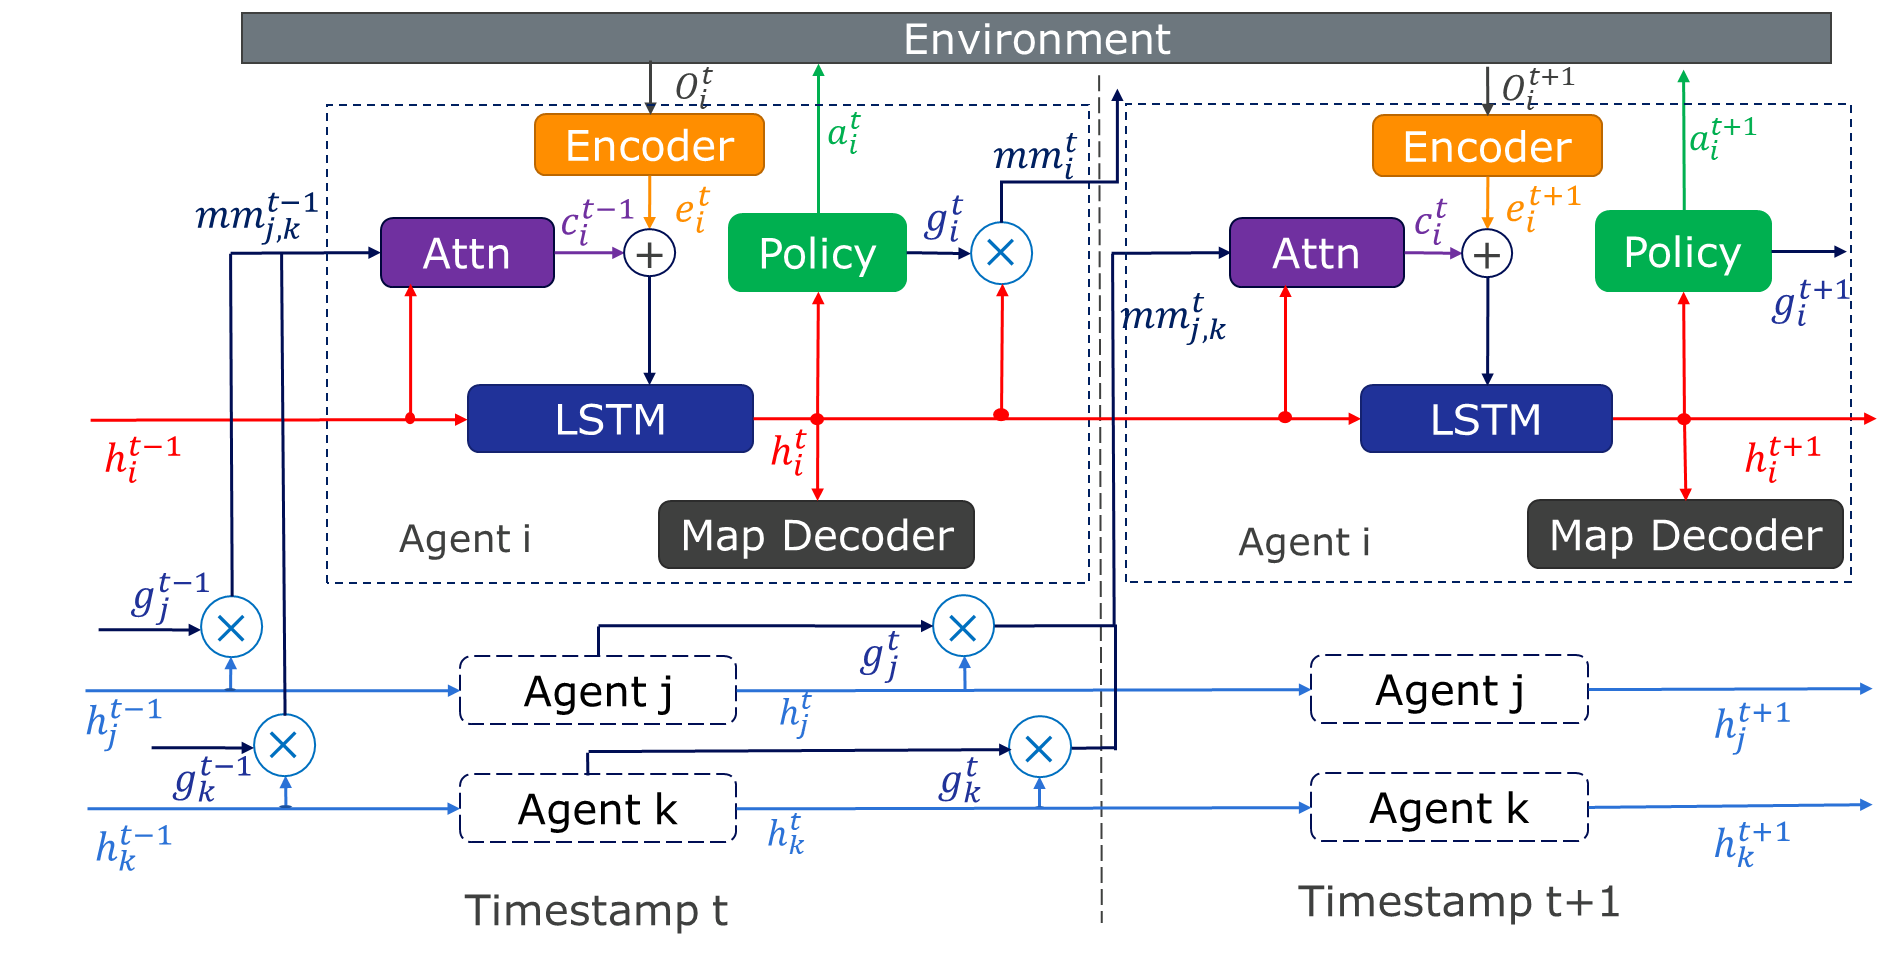 Environment
O_i^t
O_i^{t+1}
a_i^t
a_i^{t+1}
Encoder
Encoder
mm_i^t
mm_{j,k}^{t-1}
c_i^{t-1}
e_i^t
g_i^t
c_i^t
e_i^{t+1}
Attn
+
Policy
×
Attn
+
Policy
mm_{j,k}^t
g_i^{t+1}
LSTM
LSTM
h_i^{t-1}
h_i^t
h_i^{t+1}
Agent i
Map Decoder
Agent i
Map Decoder
g_j^{t-1}
×
×
g_j^t
Agent j
Agent j
h_j^{t-1}
h_j^t
h_j^{t+1}
×
×
g_k^{t-1}
g_k^t
Agent k
Agent k
h_k^{t-1}
h_k^t
h_k^{t+1}
Timestamp t
Timestamp t+1